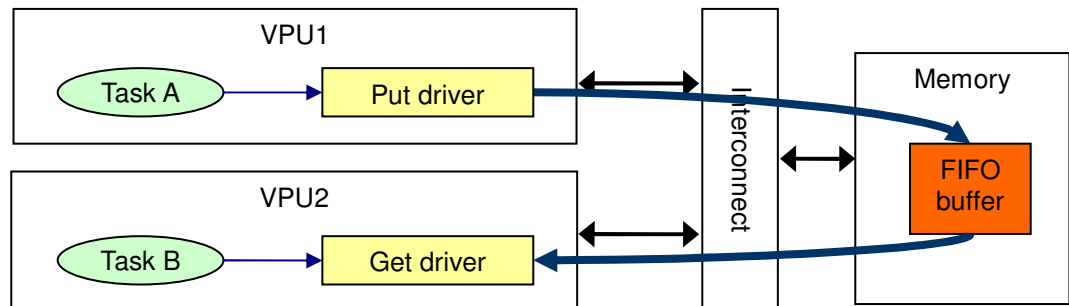 VPU1
Task A
Put driver
Interconnect
Memory
FIFO
buffer
VPU2
Task B
Get driver